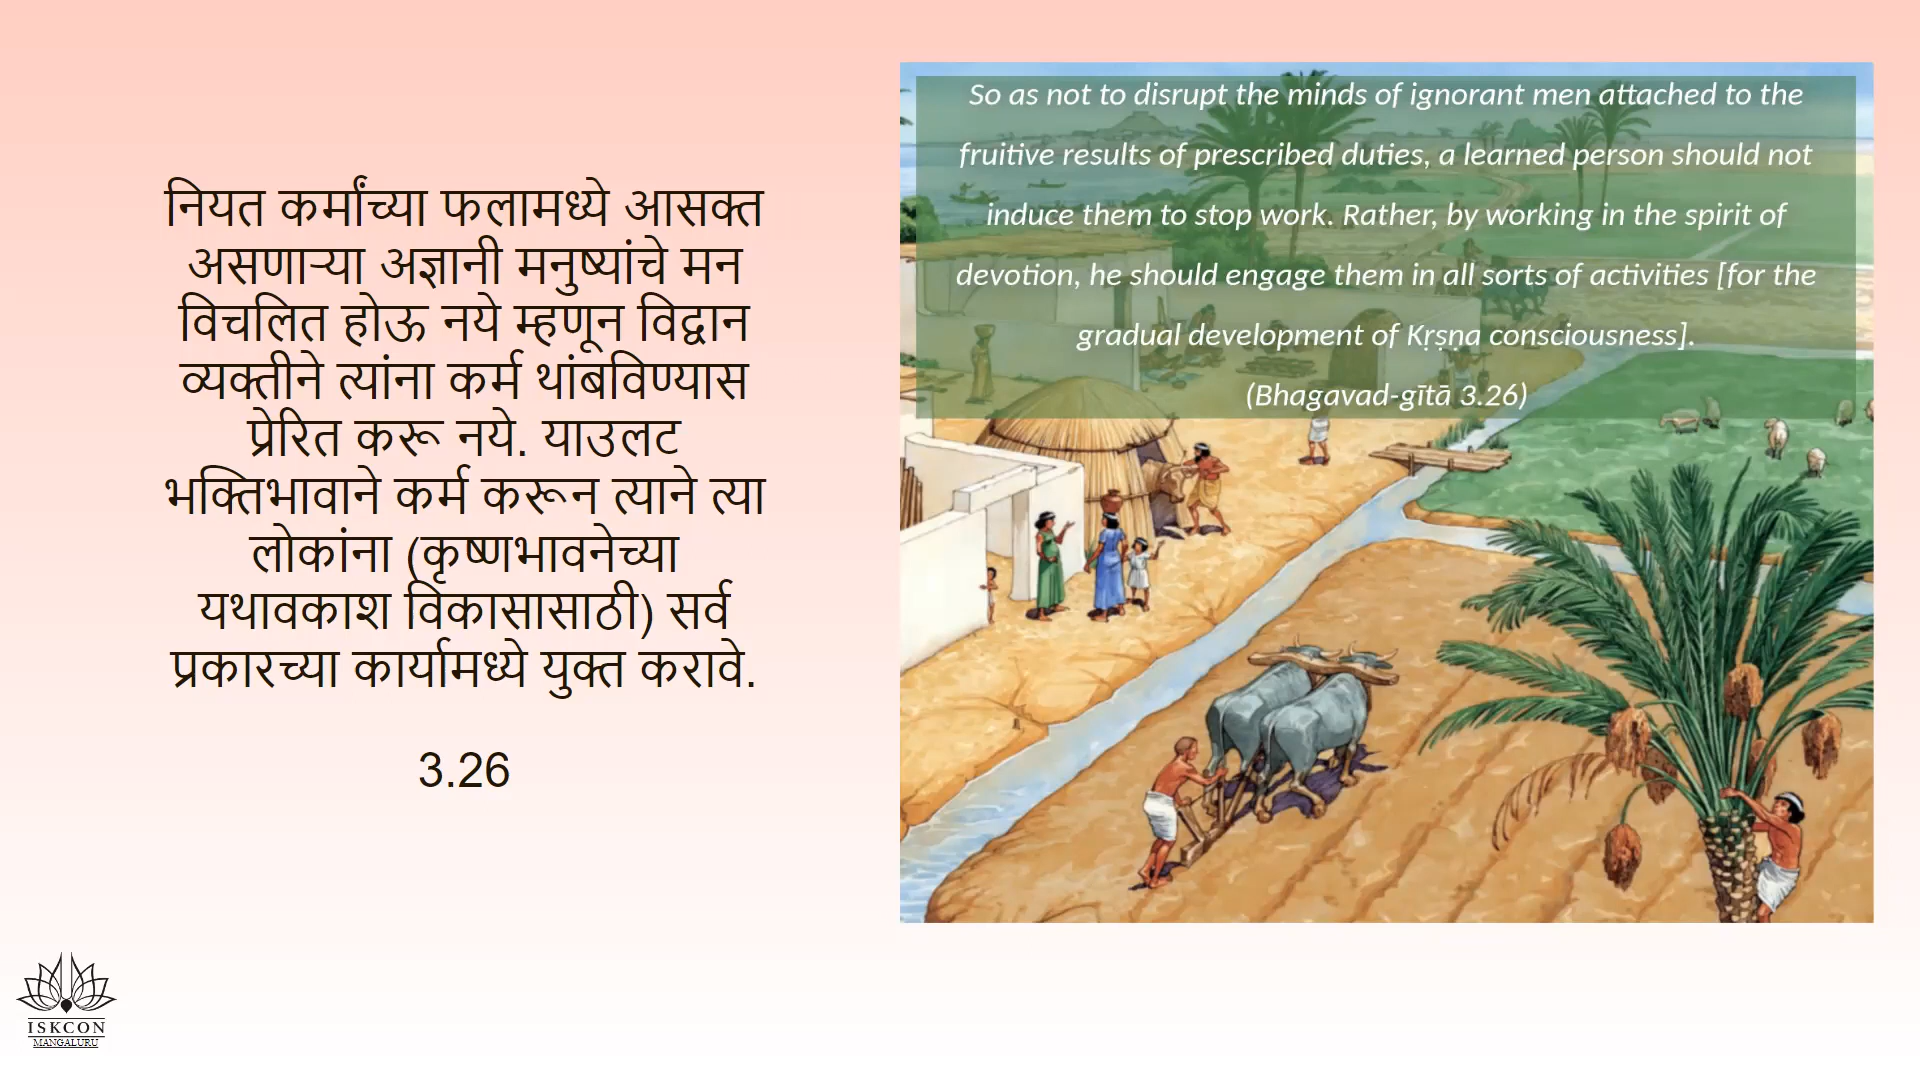 नियत कर्मांच्या फलामध्ये आसक्त
असणाऱ्या अज्ञानी मनुष्यांचे मन
विचलित होऊ नये म्हणून विद्वान
व्यक्तीने त्यांना कर्म थांबविण्यास
प्रेरित करू नये. याउलट
भक्तिभावाने कर्म करून त्याने त्या
लोकांना (कृष्णभावनेच्या
यथावकाश विकासासाठी) सर्व
प्रकारच्या कार्यामध्ये युक्त करावे.
3.26
So as not to disrupt the minds of ignorant men attached to the
fruitive results of prescribed duties, a learned person should not
induce them to stop work. Rather, by working in the spirit of
devotion, he should engage them in all sorts of activities [for the
gradual development of Kṛṣṇa consciousness].
(Bhagavad-gītā 3.26)
ISKCON
MANGALURU